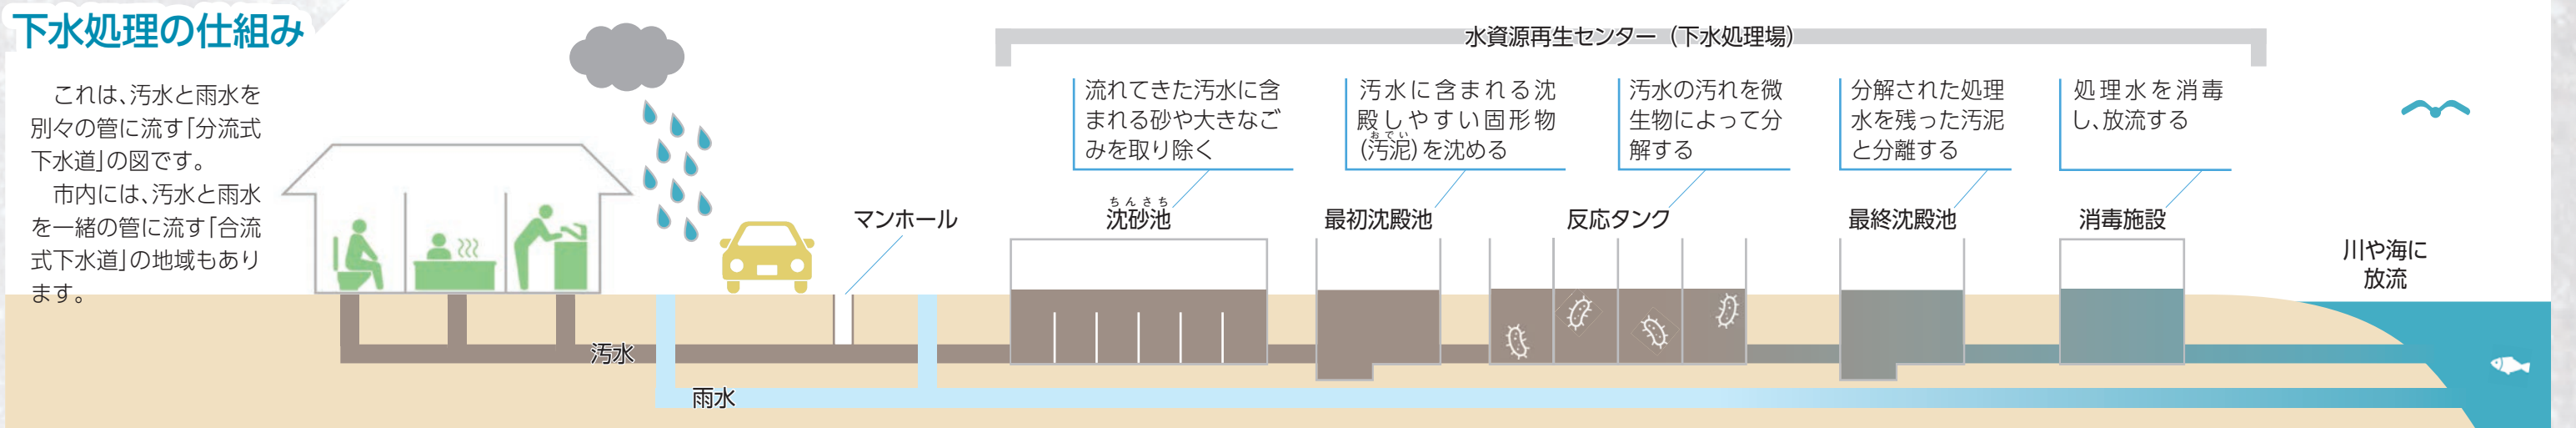 下水処理の仕組み
これは、汚水と雨水を
別々の管に流す「分流式
下水道」の図です。
市内には、汚水と雨水
を一緒の管に流す「合流
式下水道」の地域もあり
ます。
水資源再生センター（下水処理場）
流れてきた汚水に含
まれる砂や大きなご
みを取り除く
汚水に含まれる沈
殿しやすい固形物
おでい
（汚泥）を沈める
汚水の汚れを微
生物によって分
解する
分解された処理
水を残った汚泥
と分離する
処理水を消毒
し、放流する
マンホール
ちんさち
沈砂池
最初沈殿池
反応タンク
最終沈殿池
消毒施設
川や海に
放流
汚水
雨水